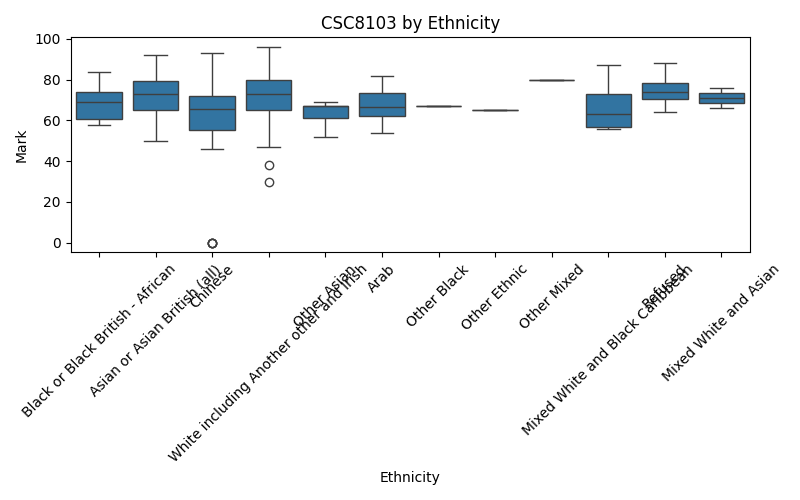 CSC8103 by Ethnicity
Mark
100
80
60
40
20
0
Black or Black British - African
Asian or Asian British (all)
Chinese
White including Another other and Irish
Other Asian
Arab
Other Black
Other Ethnic
Other Mixed
Mixed White and Black Caribbean
Refused
Mixed White and Asian
Ethnicity